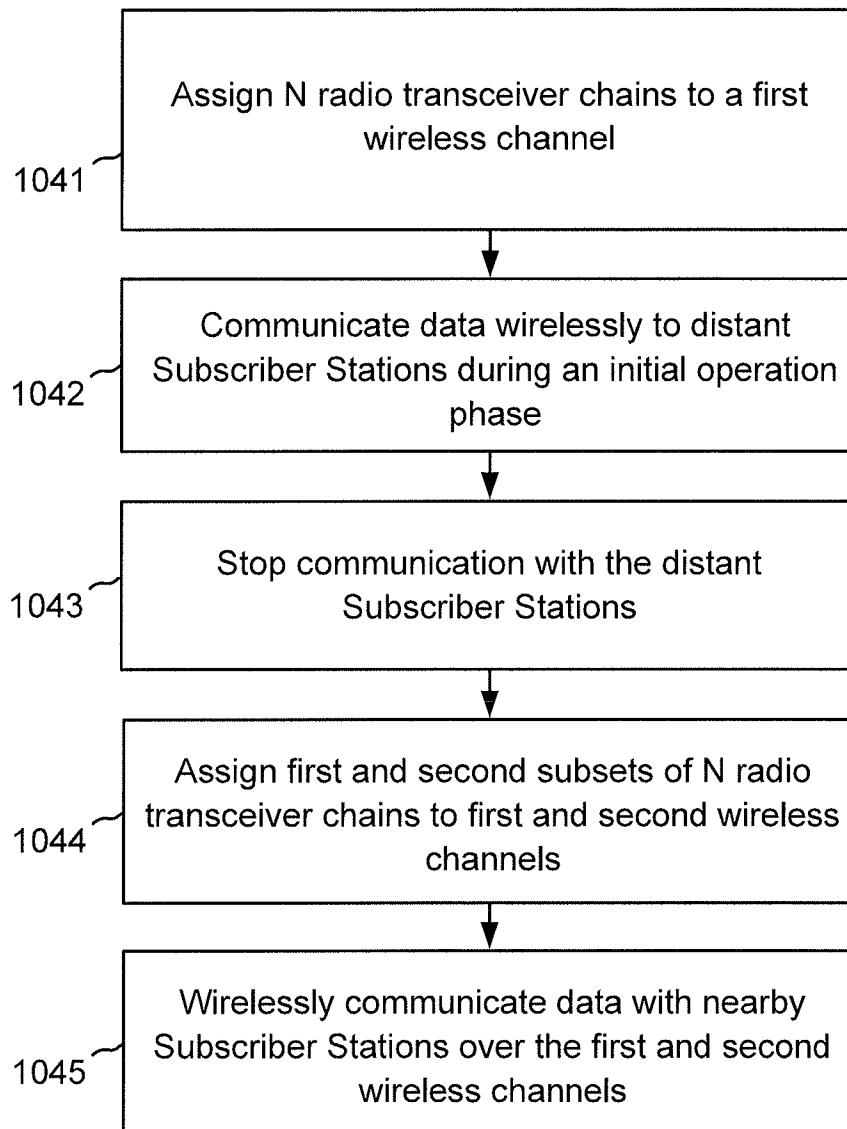 Assign N radio transceiver chains to a first
wireless channel
1041
Communicate data wirelessly to distant
Subscriber Stations during an initial operation
phase
1042
Stop communication with the distant
Subscriber Stations
1043
Assign first and second subsets of N radio
transceiver chains to first and second wireless
channels
1044
Wirelessly communicate data with nearby
Subscriber Stations over the first and second
wireless channels
1045